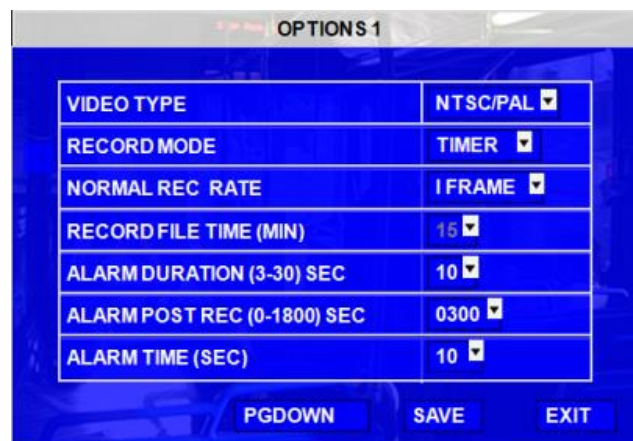 OPTIONS 1
VIDEO TYPE NTSC/PAL
RECORD MODE TIMER
NORMAL REC RATE I FRAME
RECORD FILE TIME (MIN) 15
ALARM DURATION (3-30) SEC 10
ALARM POST REC (0-1800) SEC 0300
ALARM TIME (SEC) 10
PGDOWN SAVE EXIT